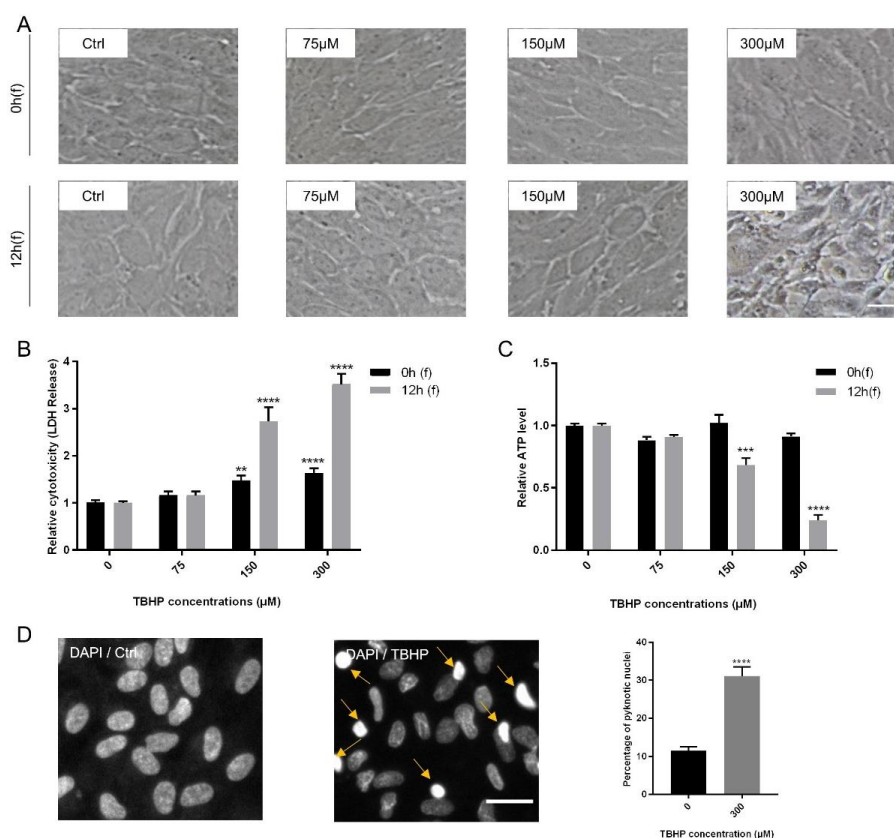 A
0h(f)
Ctrl
75µM
150µM
300µM
12h(f)
Ctrl
75µM
150µM
300µM
B
Relative cytotoxicity (LDH Release)
4
3
2
1
0
**
****
****
****
0h (f)
12h (f)
0
75
150
300
TBHP concentrations (µM)
C
Relative ATP level
1.5
1.0
0.5
0.0
***
****
0h(f)
12h(f)
0
75
150
300
TBHP concentrations (µM)
D
DAPI / Ctrl
DAPI / TBHP
Percentage of pyknotic nuclei
40
30
20
10
0
****
0
300
TBHP concentration (µM)